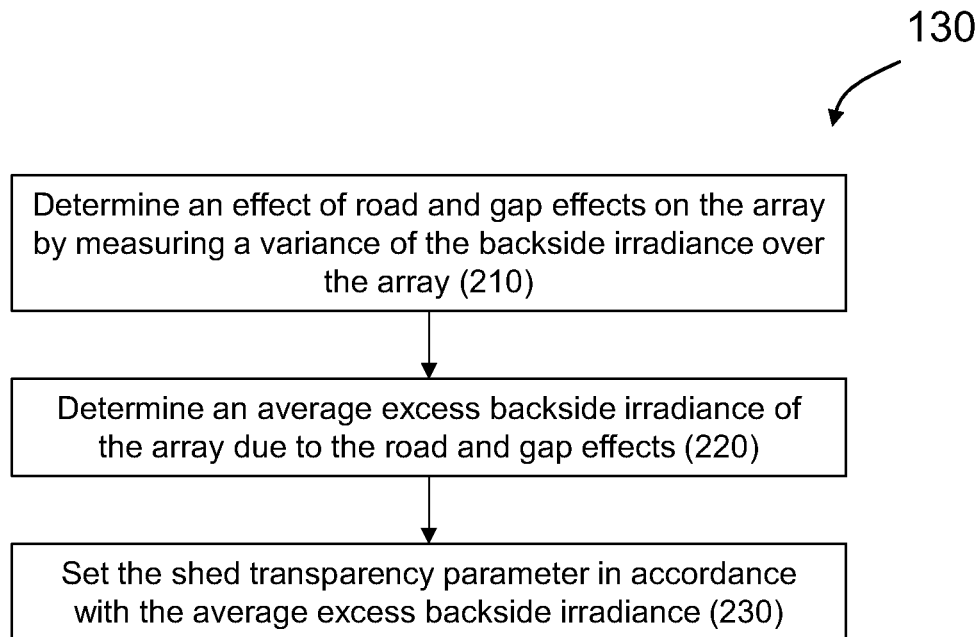 130
Determine an effect of road and gap effects on the array
by measuring a variance of the backside irradiance over
the array (210)
Determine an average excess backside irradiance of
the array due to the road and gap effects (220)
Set the shed transparency parameter in accordance
with the average excess backside irradiance (230)